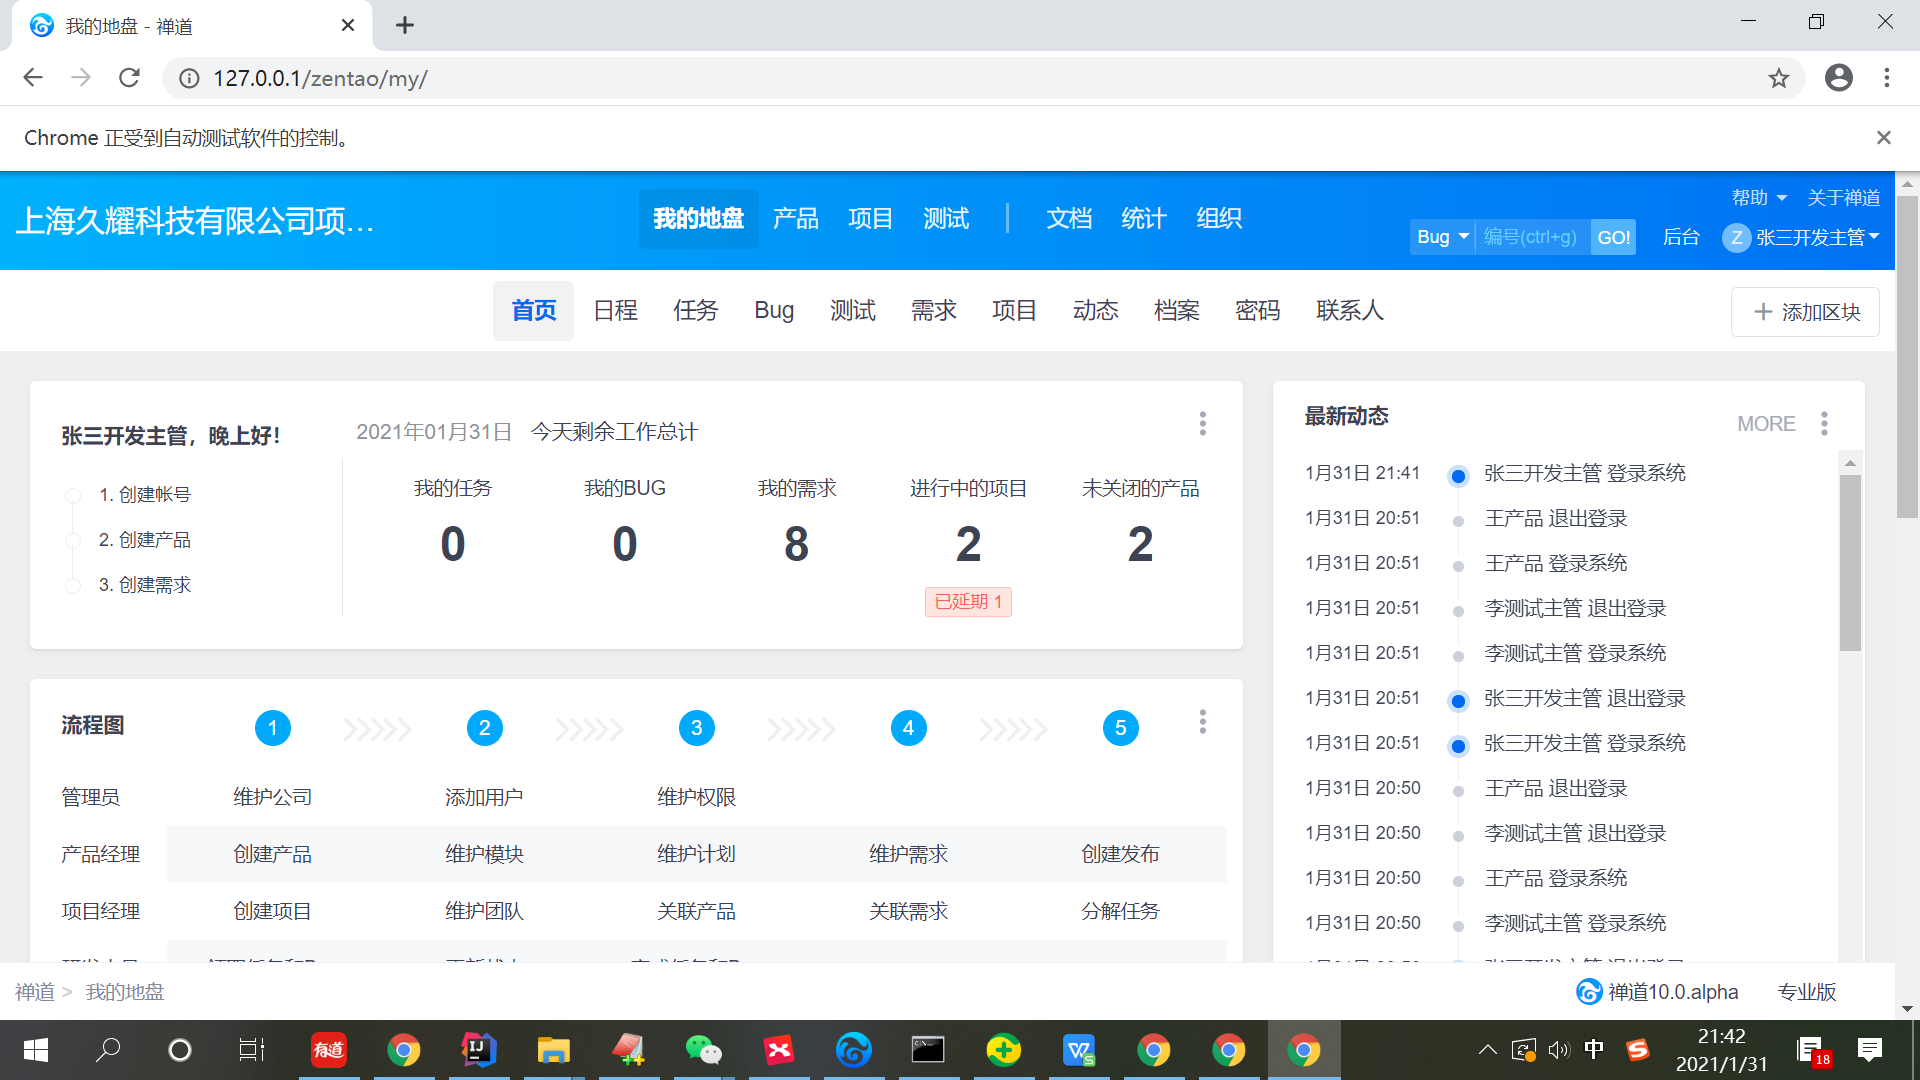 我的地盘 - 禅道
127.0.0.1/zentao/my/
Chrome 正受到自动测试软件的控制。
上海久耀科技有限公司项…
我的地盘 产品 项目 测试 文档 统计 组织
帮助 关于禅道
Bug 编号(ctrl+g) GO! 后台 Z 张三开发主管
首页 日程 任务 Bug 测试 需求 项目 动态 档案 密码 联系人
添加区块
张三开发主管，晚上好！
1. 创建帐号
2. 创建产品
3. 创建需求
2021年01月31日 今天剩余工作总计
我的任务 我的BUG 我的需求 进行中的项目 未关闭的产品
0 0 8 2 2
已延期 1
流程图 1 2 3 4 5
管理员 维护公司 添加用户 维护权限
产品经理 创建产品 维护模块 维护计划 维护需求 创建发布
项目经理 创建项目 维护团队 关联产品 关联需求 分解任务
最新动态 MORE
1月31日 21:41 张三开发主管 登录系统
1月31日 20:51 王产品 退出登录
1月31日 20:51 王产品 登录系统
1月31日 20:51 李测试主管 退出登录
1月31日 20:51 李测试主管 登录系统
1月31日 20:51 张三开发主管 退出登录
1月31日 20:51 张三开发主管 登录系统
1月31日 20:50 王产品 退出登录
1月31日 20:50 李测试主管 退出登录
1月31日 20:50 王产品 登录系统
1月31日 20:50 李测试主管 登录系统
禅道 > 我的地盘
禅道10.0.alpha 专业版
有道
IJ
中
21:42
2021/1/31
18